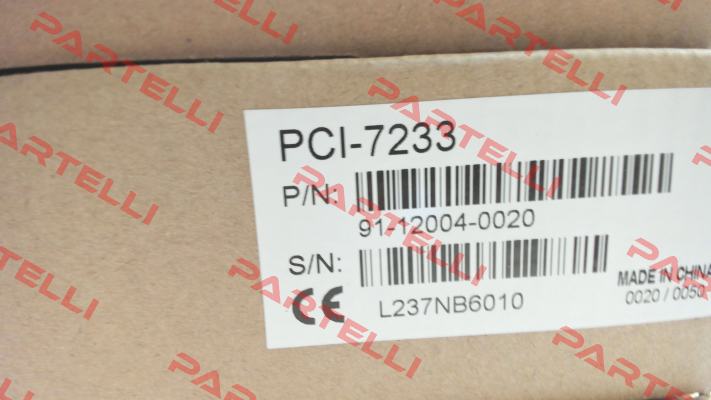 PARTELLI
PARTELLI
PARTELLI
PARTELLI
PARTELLI
PARTELLI
PARTELLI
PARTELLI
PARTELLI
PCI-7233
P/N:
91-12004-0020
S/N:
MADE IN CHINA
0020 / 0050
CE L237NB6010